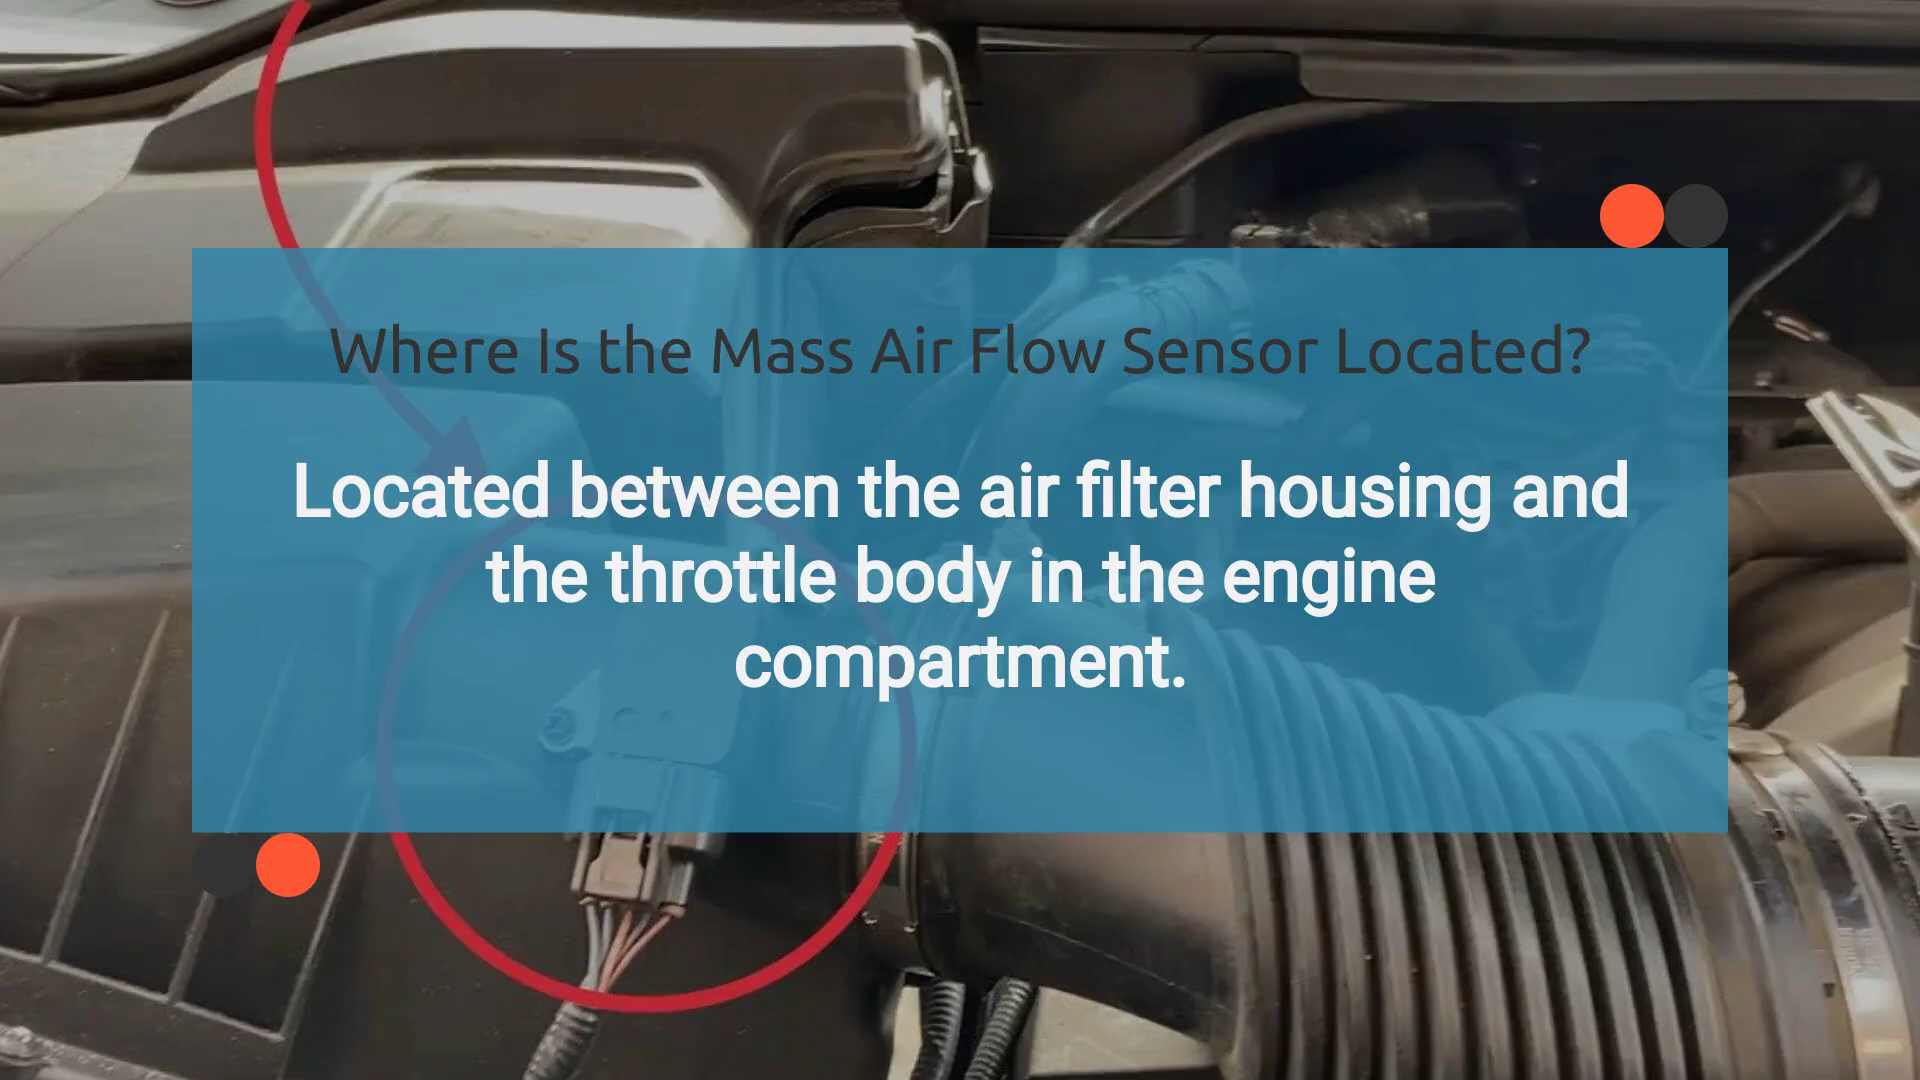 Where Is the Mass Air Flow Sensor Located?
Located between the air filter housing and
the throttle body in the engine
compartment.